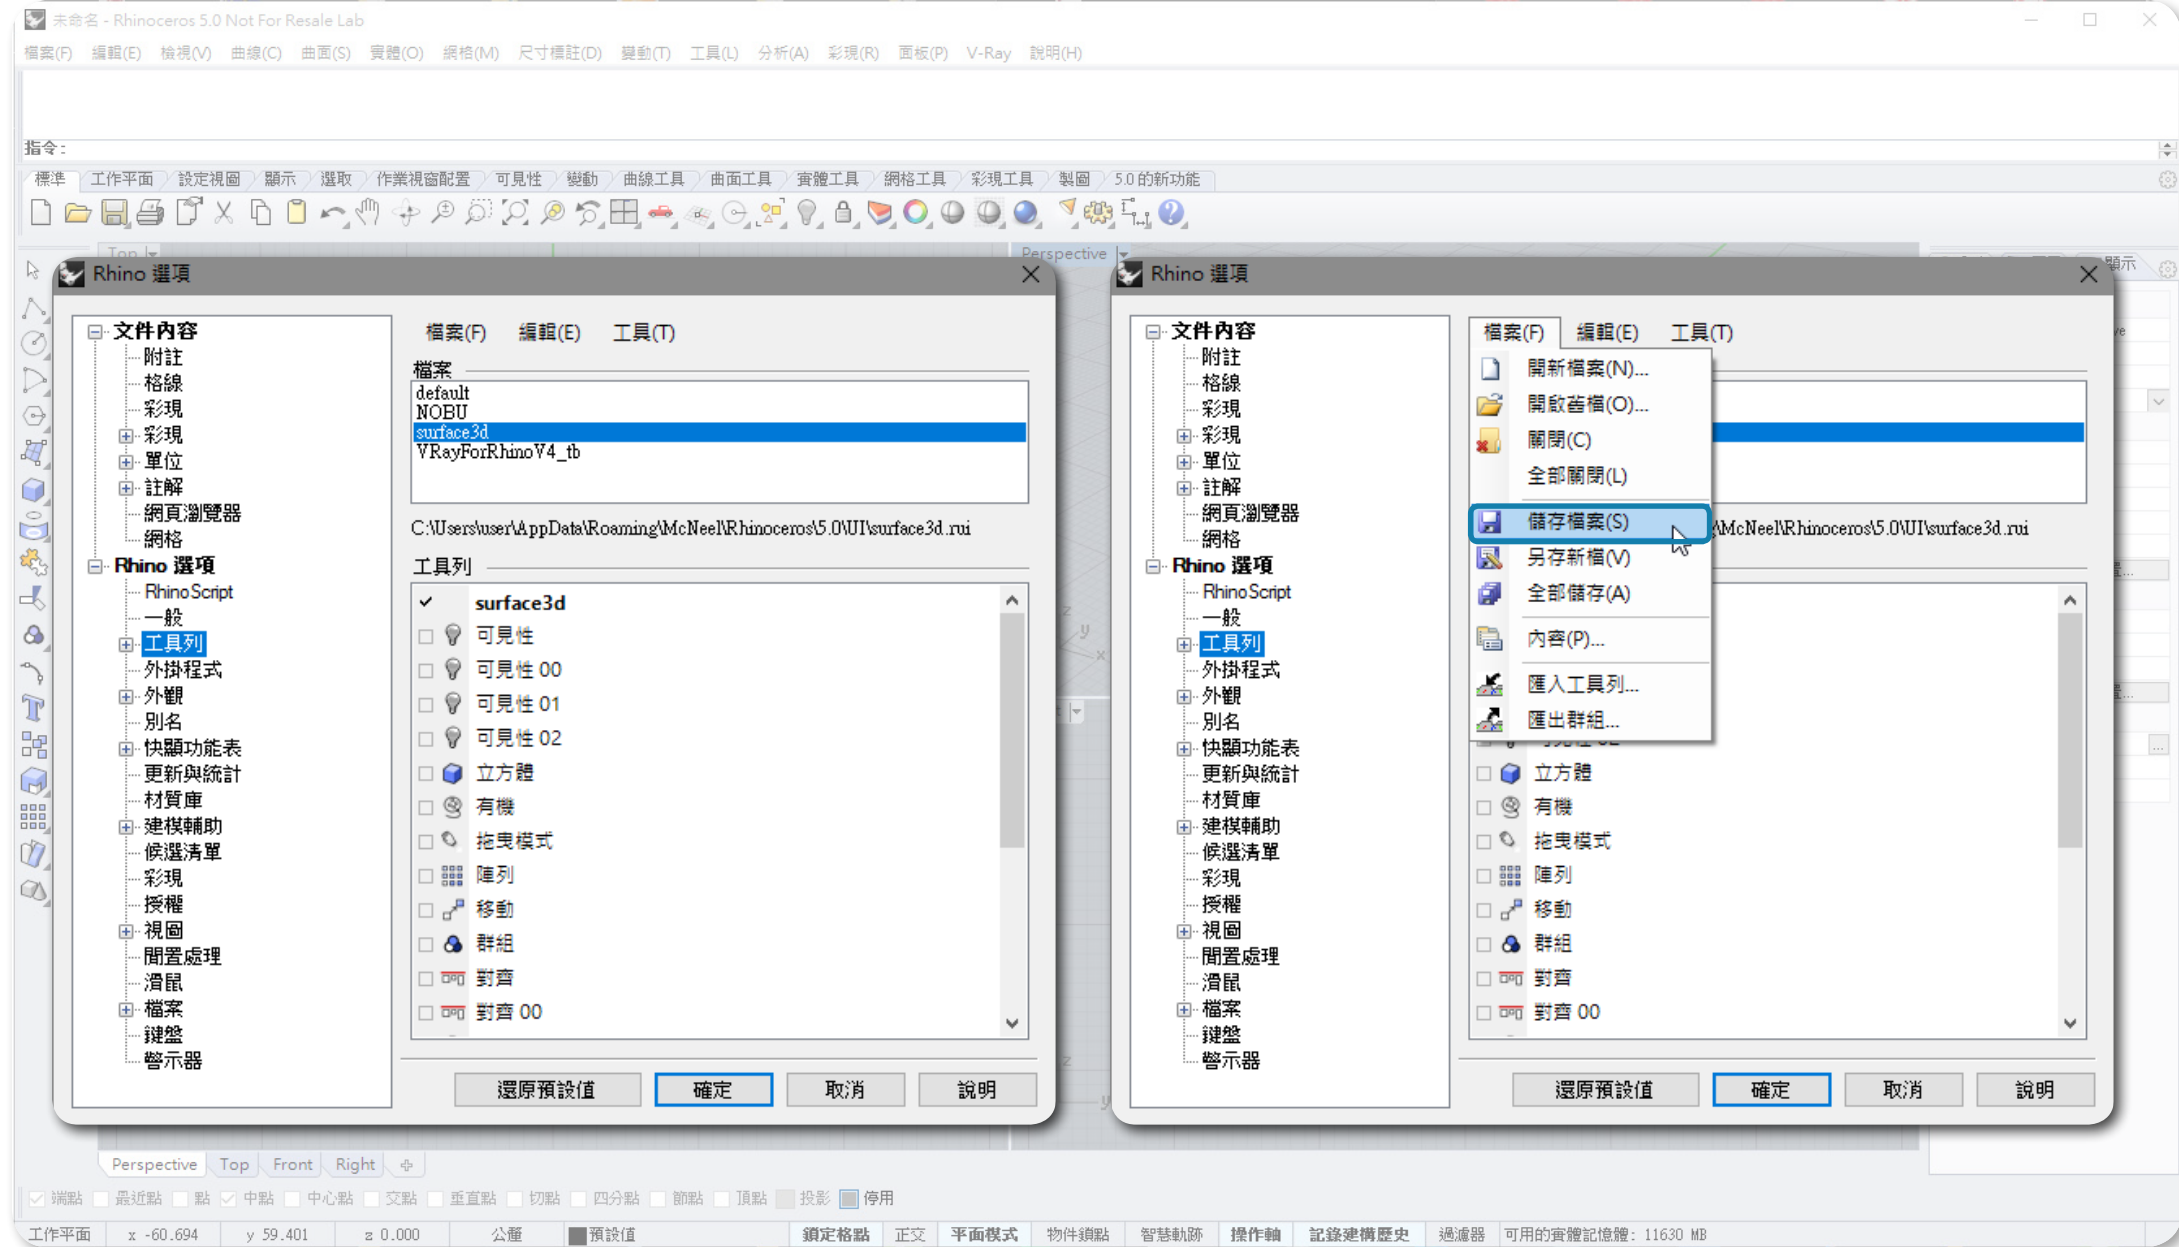 未命名 - Rhinoceros 5.0 Not For Resale Lab
檔案(F) 編輯(E) 檢視(V) 曲線(C) 曲面(S) 實體(O) 網格(M) 尺寸標註(D) 變動(T) 工具(L) 分析(A) 彩現(R) 面板(P) V-Ray 說明(H)
指令:
標準 工作平面 設定視圖 顯示 選取 作業視窗配置 可見性 變動 曲線工具 曲面工具 實體工具 網格工具 彩現工具 製圖 5.0 的新功能
Top
Perspective
顯示
Rhino 選項
文件內容
附註
格線
彩現
彩現
單位
註解
網頁瀏覽器
網格
Rhino 選項
RhinoScript
一般
工具列
外掛程式
外觀
別名
快顯功能表
更新與統計
材質庫
建模輔助
候選清單
彩現
授權
視圖
閒置處理
滑鼠
檔案
鍵盤
警示器
檔案(F) 編輯(E) 工具(T)
檔案
default
NOBU
surface3d
VRayForRhinoV4_tb
C:\Users\user\AppData\Roaming\McNeel\Rhinoceros\5.0\UI\surface3d.rui
工具列
surface3d
可見性
可見性 00
可見性 01
可見性 02
立方體
有機
拖曳模式
陣列
移動
群組
對齊
對齊 00
還原預設值 確定 取消 說明
Rhino 選項
文件內容
附註
格線
彩現
彩現
單位
註解
網頁瀏覽器
網格
Rhino 選項
RhinoScript
一般
工具列
外掛程式
外觀
別名
快顯功能表
更新與統計
材質庫
建模輔助
候選清單
彩現
授權
視圖
閒置處理
滑鼠
檔案
鍵盤
警示器
檔案(F) 編輯(E) 工具(T)
開新檔案(N)...
開啟舊檔(O)...
關閉(C)
全部關閉(L)
儲存檔案(S)
另存新檔(V)
全部儲存(A)
內容(P)...
匯入工具列...
匯出群組...
\McNeel\Rhinoceros\5.0\UI\surface3d.rui
立方體
有機
拖曳模式
陣列
移動
群組
對齊
對齊 00
還原預設值 確定 取消 說明
Perspective Top Front Right
端點 最近點 點 中點 中心點 交點 垂直點 切點 四分點 節點 頂點 投影 停用
工作平面 x -60.694 y 59.401 z 0.000 公釐 預設值 鎖定格點 正交 平面模式 物件鎖點 智慧軌跡 操作軸 記錄建構歷史 過濾器 可用的實體記憶體: 11630 MB